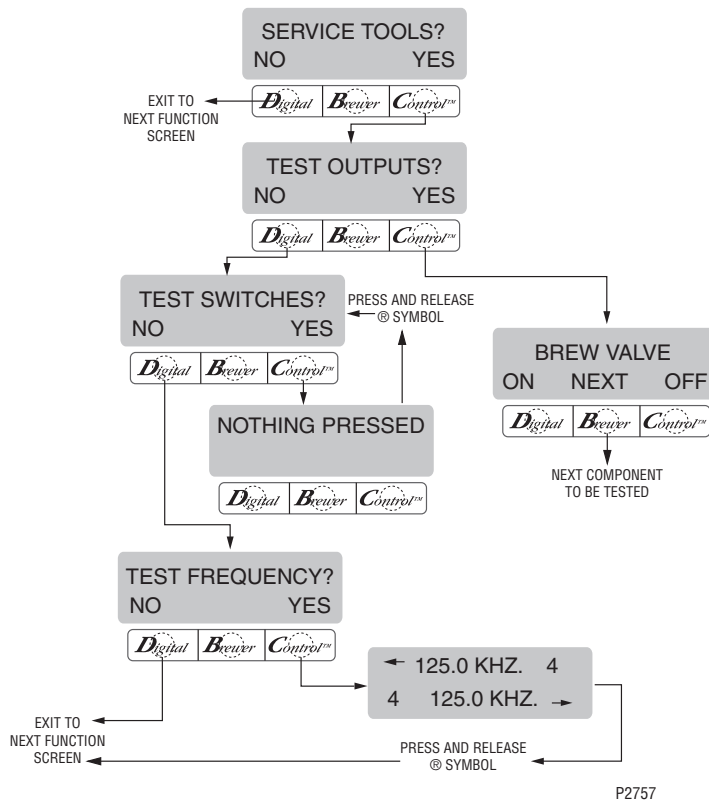 SERVICE TOOLS?
NO YES
Digital Brewer Control™
EXIT TO
NEXT FUNCTION
SCREEN
TEST OUTPUTS?
NO YES
Digital Brewer Control™
TEST SWITCHES?
NO YES
PRESS AND RELEASE
® SYMBOL
Digital Brewer Control™
BREW VALVE
ON NEXT OFF
Digital Brewer Control™
NEXT COMPONENT
TO BE TESTED
NOTHING PRESSED
Digital Brewer Control™
TEST FREQUENCY?
NO YES
Digital Brewer Control™
← 125.0 KHZ. 4
4 125.0 KHZ. →
EXIT TO
NEXT FUNCTION
SCREEN
PRESS AND RELEASE
® SYMBOL
P2757